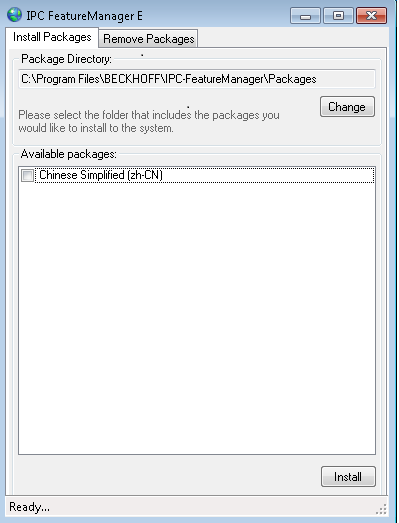 IPC FeatureManager E
Install Packages
Remove Packages
Package Directory:
C:\Program Files\BECKHOFF\IPC-FeatureManager\Packages
Please select the folder that includes the packages you
would like to install to the system.
Change
Available packages:
Chinese Simplified (zh-CN)
Install
Ready...